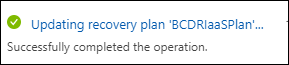 Updating recovery plan 'BCDRIaaSPlan'...
Successfully completed the operation.